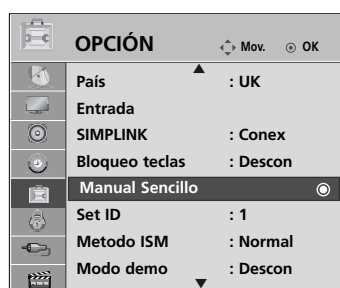 OPCIÓN Mov. OK
País : UK
Entrada
SIMPLINK : Conex
Bloqueo teclas : Descon
Manual Sencillo
Set ID : 1
Metodo ISM : Normal
Modo demo : Descon